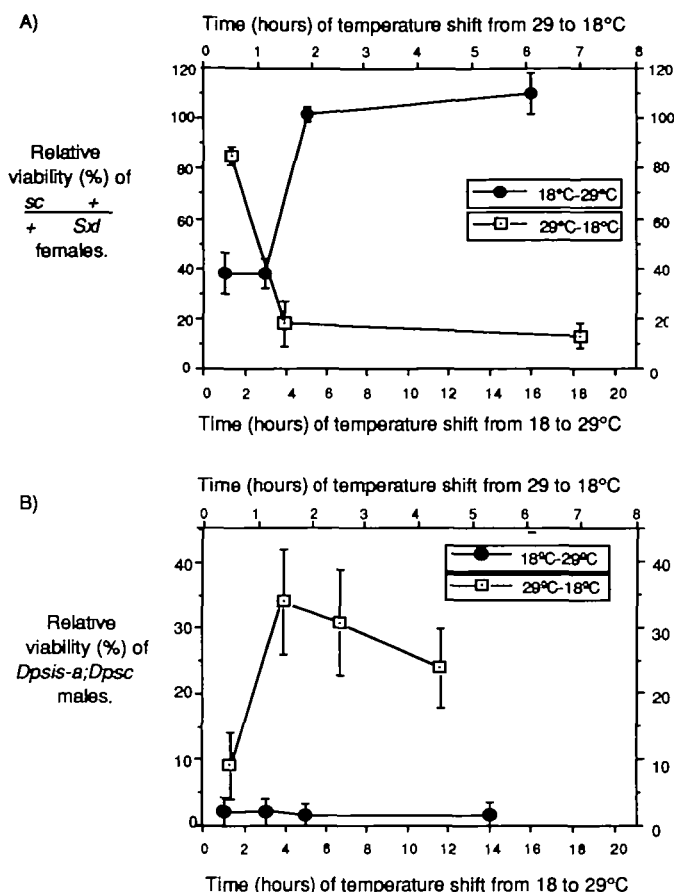 A)
Time (hours) of temperature shift from 29 to 18°C
0 1 2 3 4 5 6 7 8
120 120
100 100
80 80
60 60
40 40
20 20
0 0
Relative
viability (%) of
sc +
+ Sxl
females.
18°C-29°C
29°C-18°C
0 2 4 6 8 10 12 14 16 18 20
Time (hours) of temperature shift from 18 to 29°C
B)
Time (hours) of temperature shift from 29 to 18°C
0 1 2 3 4 5 6 7 8
40 40
30 30
20 20
10 10
0 0
Relative
viability (%) of
Dpsis-a;Dpsc
males.
18°C-29°C
29°C-18°C
0 2 4 6 8 10 12 14 16 18 20
Time (hours) of temperature shift from 18 to 29°C